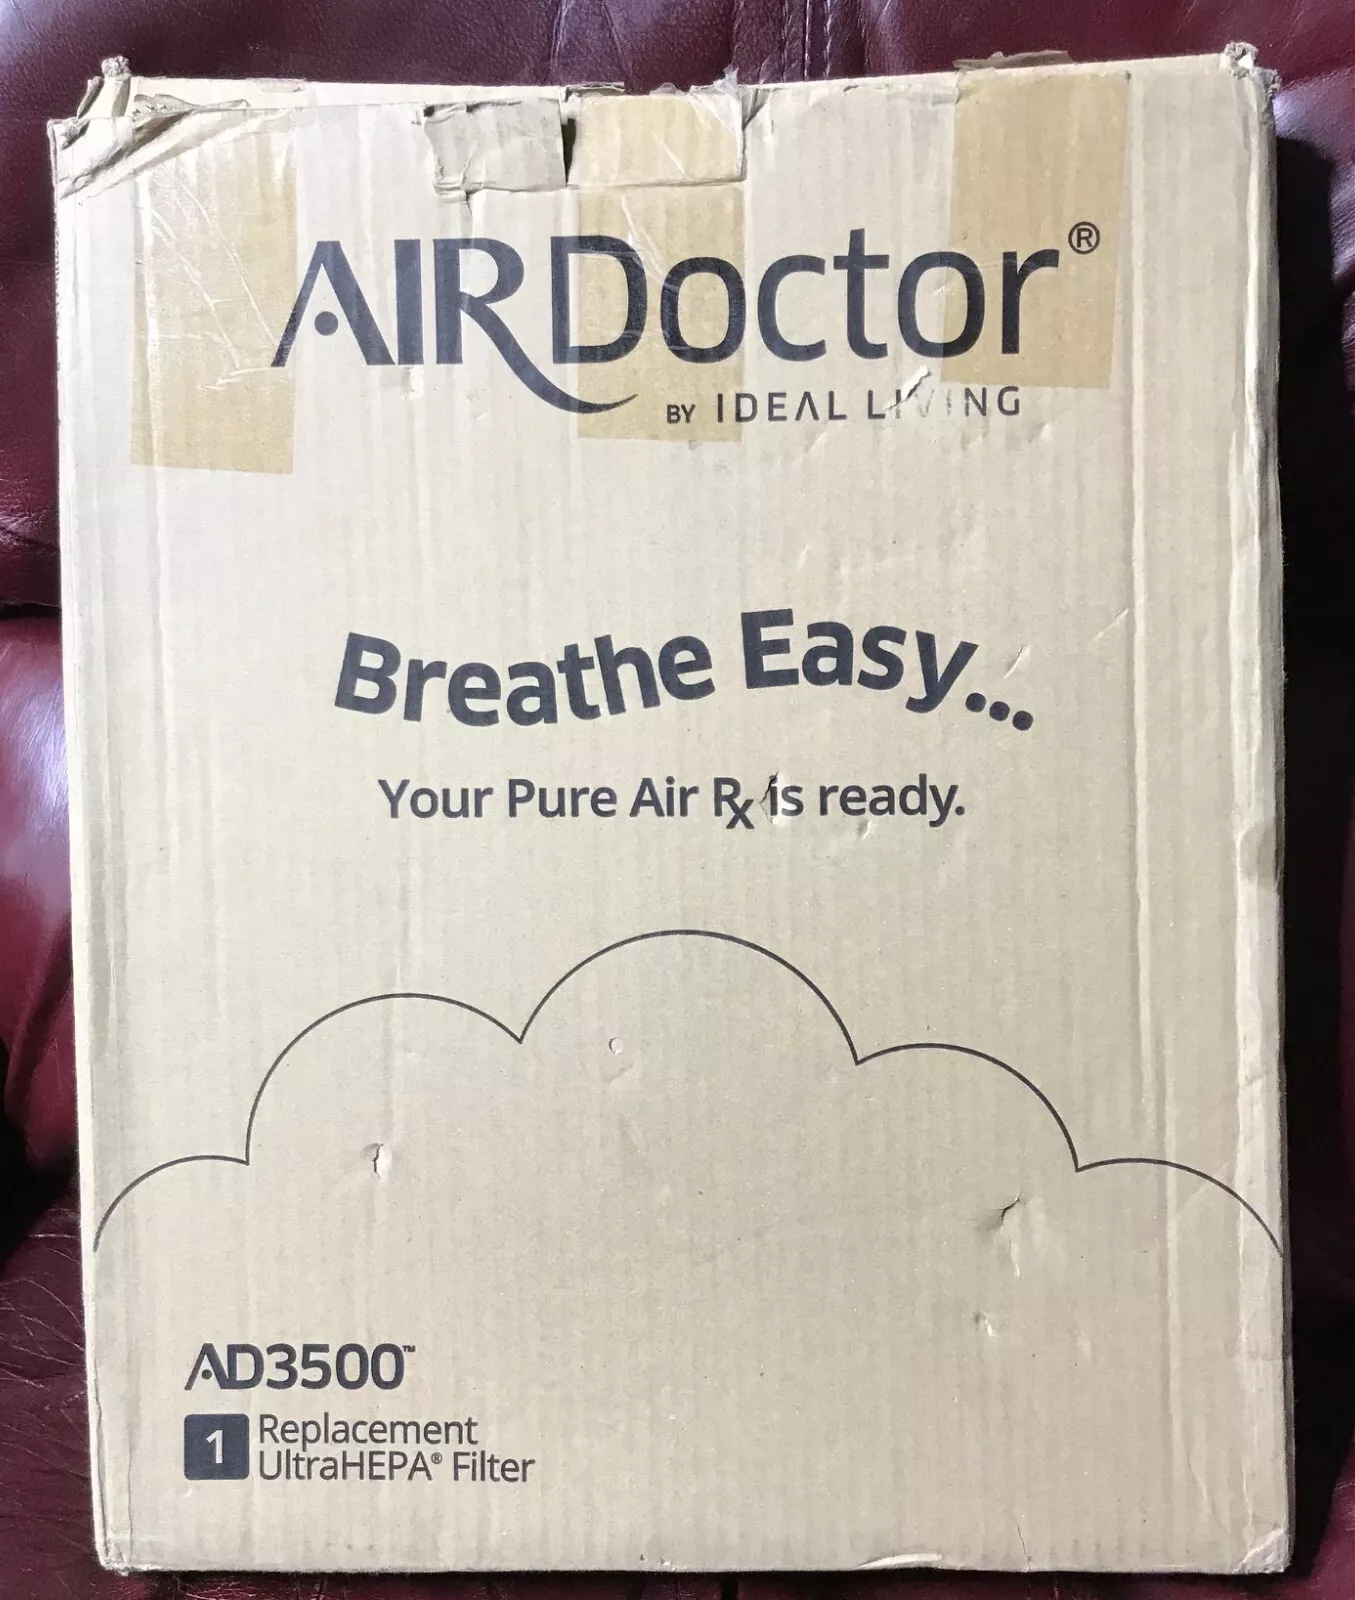 AIRDoctor®
BY IDEAL LIVING
Breathe Easy...
Your Pure Air Rx is ready.
AD3500™
1 Replacement
UltraHEPA® Filter